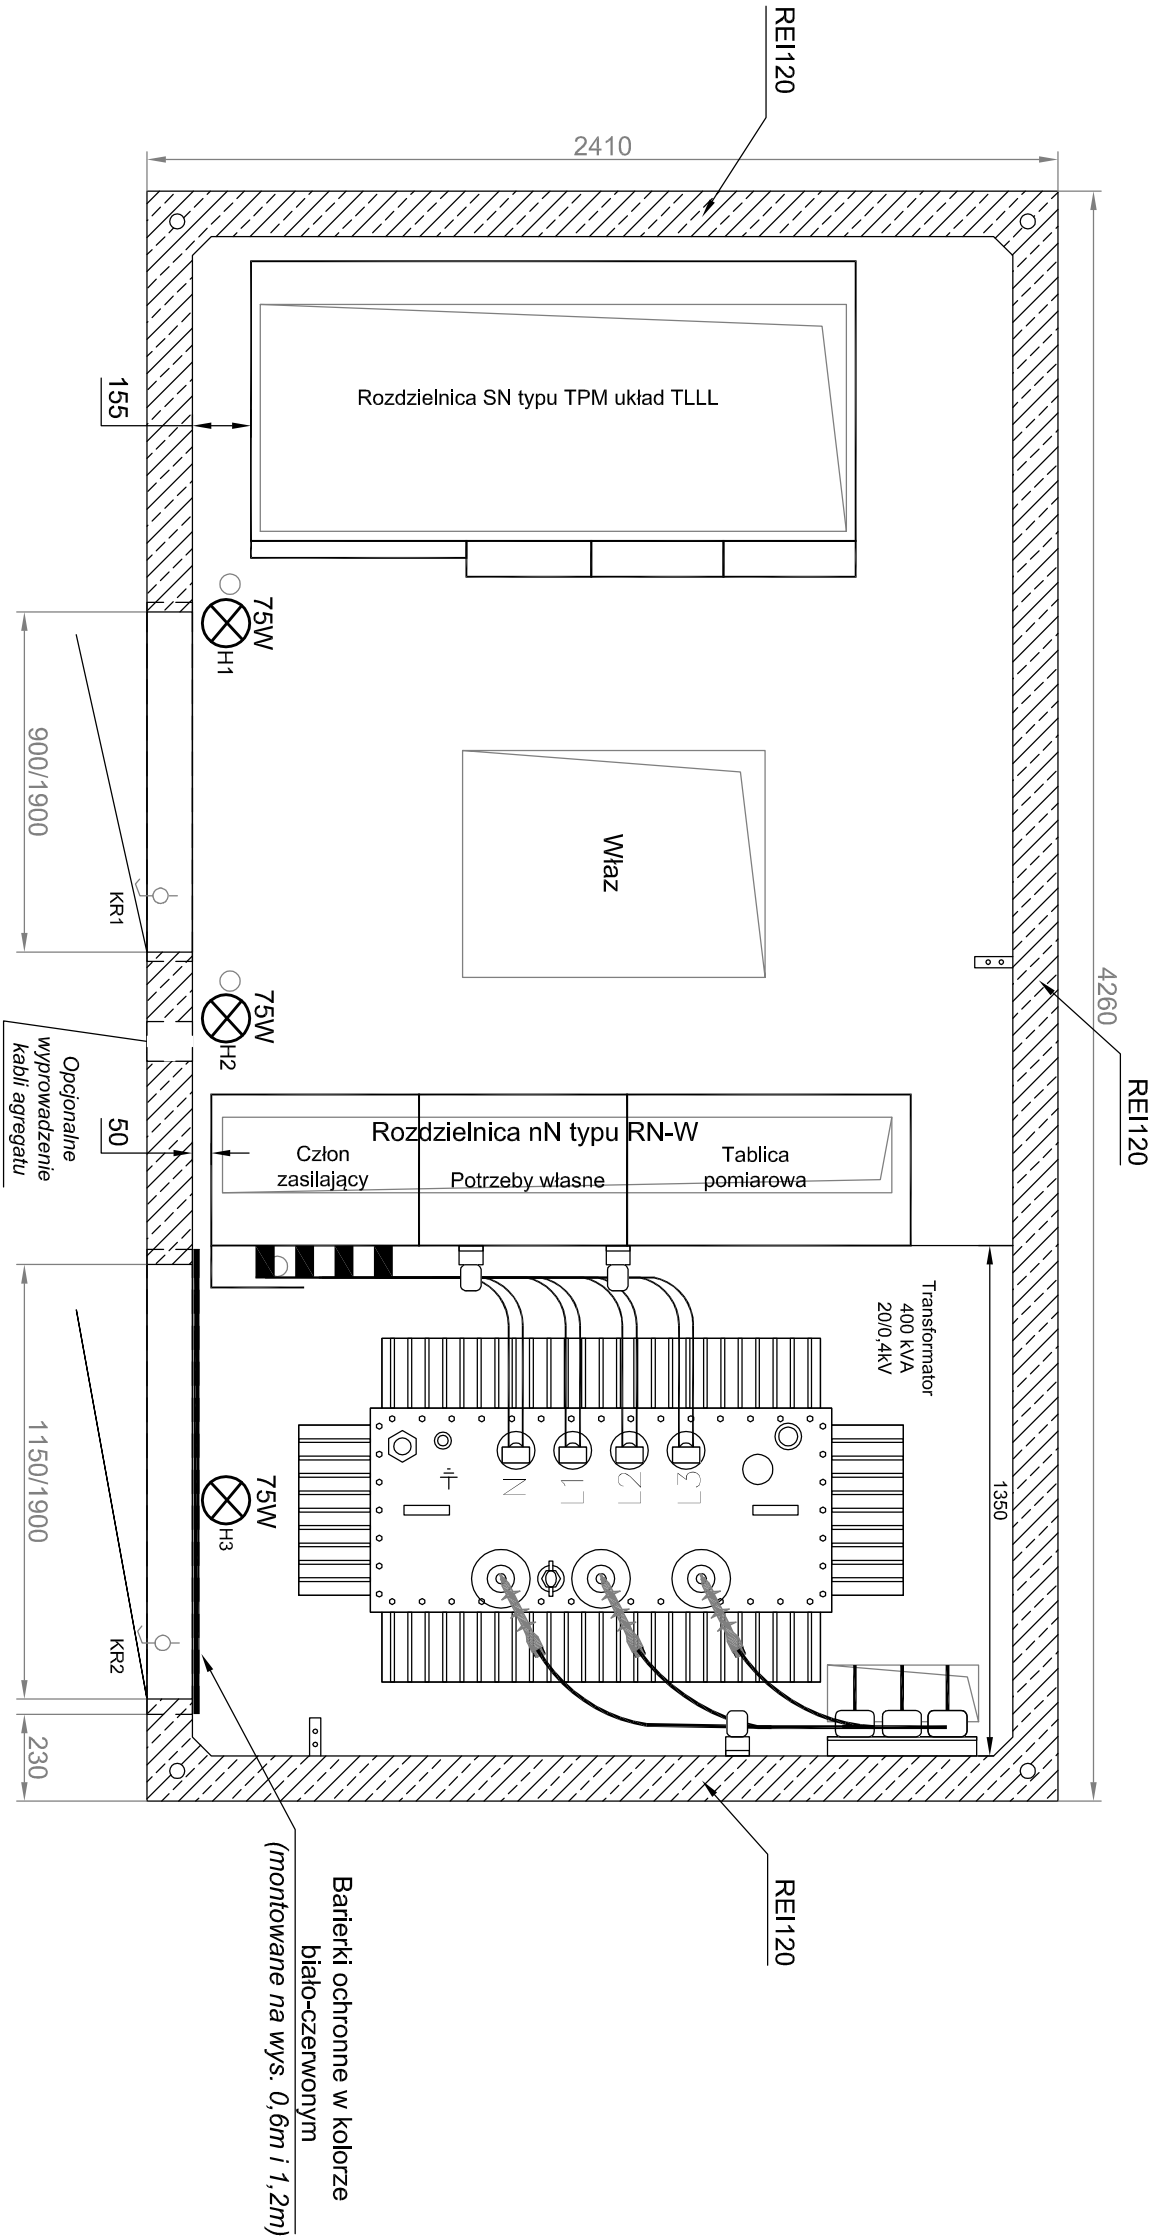 REI120
2410
4260
REI120
Rozdzielnica SN typu TPM układ TLLL
155
75W
H1
900/1900
KR1
Właz
75W
H2
Opcjonalne
wyprowadzenie
kabli agregatu
50
Rozdzielnica nN typu RN-W
Człon
zasilający
Potrzeby własne
Tablica
pomiarowa
Transformator
400 kVA
20/0,4kV
1350
N
L1
L2
L3
75W
H3
1150/1900
KR2
230
REI120
Barierki ochronne w kolorze
biało-czerwonym
(montowane na wys. 0,6m i 1,2m)